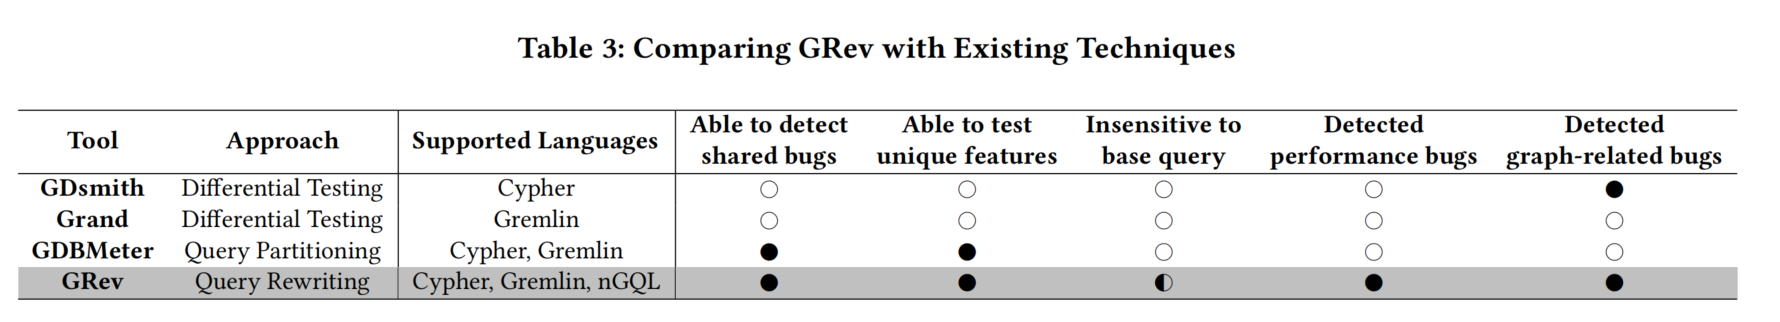 Table 3: Comparing GRev with Existing Techniques
Tool Approach Supported Languages Able to detect shared bugs Able to test unique features Insensitive to base query Detected performance bugs Detected graph-related bugs
GDsmith Differential Testing Cypher ○ ○ ○ ○ ●
Grand Differential Testing Gremlin ○ ○ ○ ○ ○
GDBMeter Query Partitioning Cypher, Gremlin ● ● ○ ○ ○
GRev Query Rewriting Cypher, Gremlin, nGQL ● ● ◐ ● ●